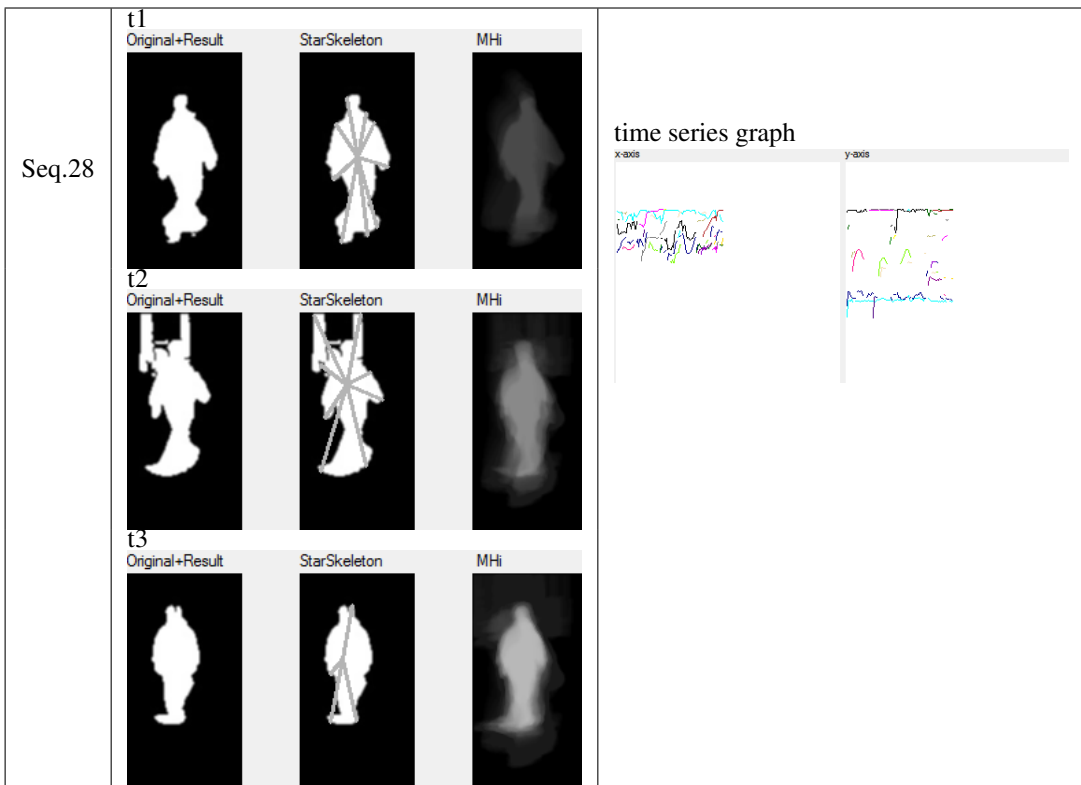 Seq.28
t1
Original+Result StarSkeleton MHi
t2
Original+Result StarSkeleton MHi
t3
Original+Result StarSkeleton MHi
time series graph
x-axis y-axis